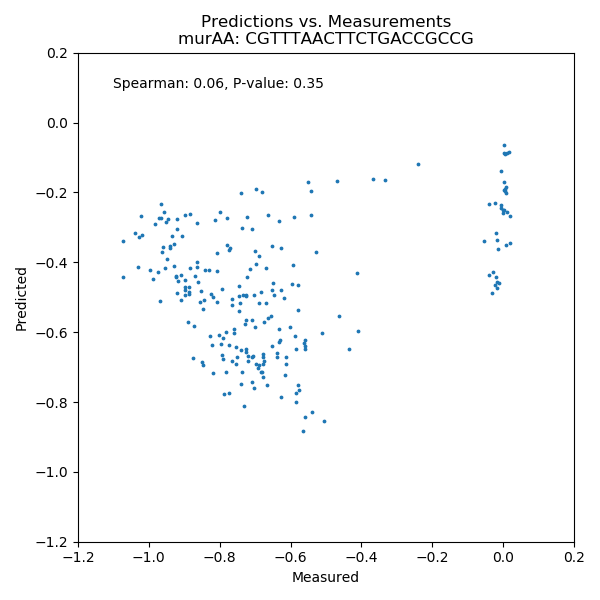 Predictions vs. Measurements
murAA: CGTTTAACTTCTGACCGCCG
Spearman: 0.06, P-value: 0.35
0.2
0.0
−0.2
−0.4
−0.6
−0.8
−1.0
−1.2
Predicted
−1.2 −1.0 −0.8 −0.6 −0.4 −0.2 0.0 0.2
Measured